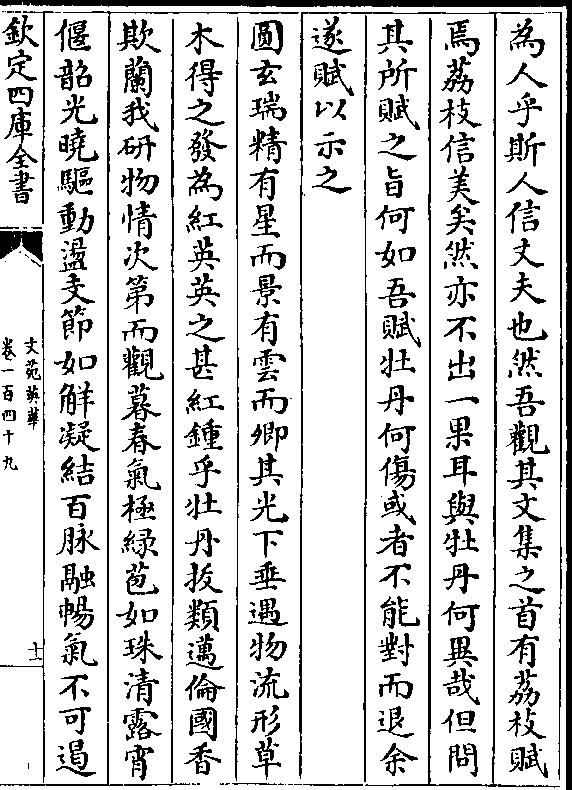 為人乎斯人信丈夫也然吾觀其文集之首有荔枝賦
焉荔枝信美矣然亦不出一果耳與牡丹何異哉但問
其所賦之旨何如吾賦牡丹何傷或者不能對而退余
遂賦以示之
圓玄瑞精有星而景有雲而卿其光下垂遇物流形草
木得之發為紅英英之甚紅鍾乎牡丹拔類邁倫國香
欺蘭我研物情次第而觀暮春氣極綠苞如珠清露宵
偃韶光曉驅動盪支節如解凝結百脉融暢氣不可遏
欽定四庫全書
文苑英華
卷一百四十九
十一